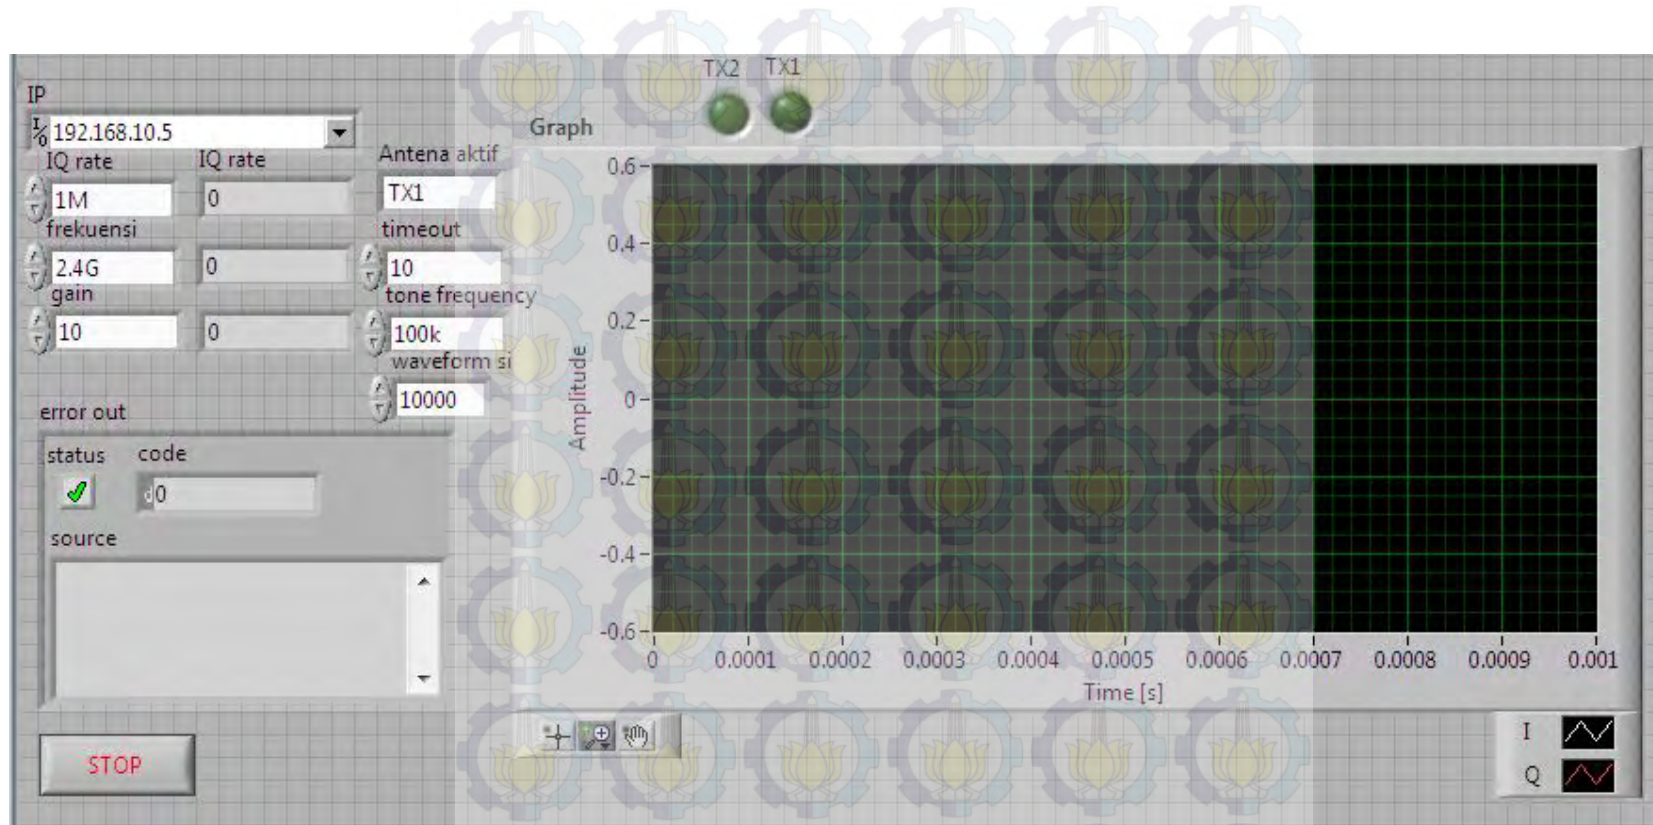 IP
192.168.10.5
IQ rate IQ rate Antena aktif
1M 0 TX1
frekuensi timeout
2.4G 0 10
gain tone frequency
10 0 100k
waveform si
10000
error out
status code
d0
source
STOP
TX2 TX1
Graph
Amplitude
0.6
0.4
0.2
0
-0.2
-0.4
-0.6
0 0.0001 0.0002 0.0003 0.0004 0.0005 0.0006 0.0007 0.0008 0.0009 0.001
Time [s]
I
Q